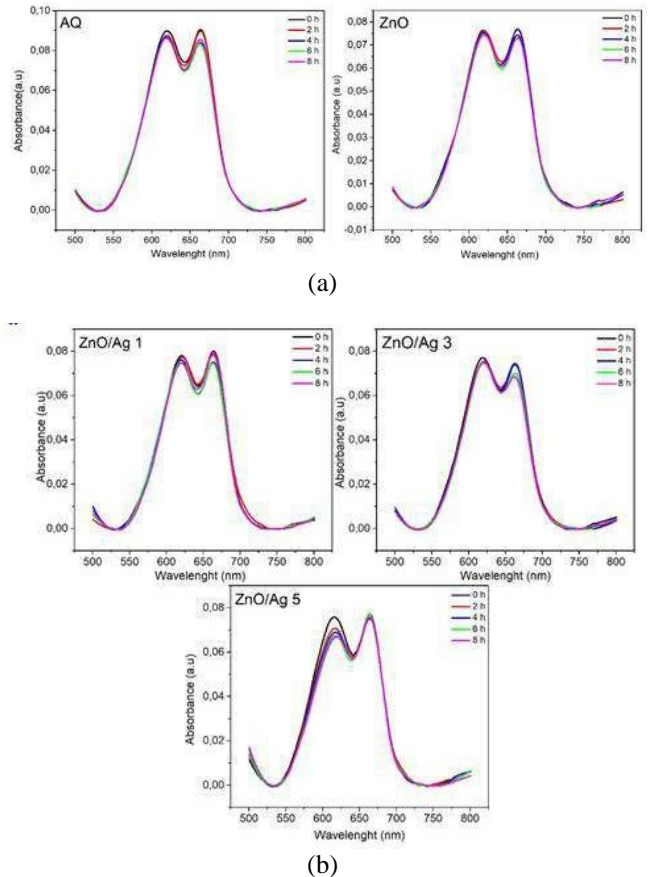 AQ
0 h
2 h
4 h
6 h
8 h
0,10
0,08
0,06
0,04
0,02
0,00
Absorbance(a.u)
500 550 600 650 700 750 800
Wavelenght (nm)
ZnO
0 h
2 h
4 h
6 h
8 h
0,08
0,07
0,06
0,05
0,04
0,03
0,02
0,01
0,00
-0,01
Absorbance (a.u)
500 550 600 650 700 750 800
Wavelenght (nm)
(a)
ZnO/Ag 1
0 h
2 h
4 h
6 h
8 h
0,08
0,06
0,04
0,02
0,00
Absorbance (a.u)
500 550 600 650 700 750 800
Wavelenght (nm)
ZnO/Ag 3
0 h
2 h
4 h
6 h
8 h
0,08
0,06
0,04
0,02
0,00
Absorbance (a.u)
500 550 600 650 700 750 800
Wavelenght (nm)
ZnO/Ag 5
0 h
2 h
4 h
6 h
8 h
0,08
0,06
0,04
0,02
0,00
Absorbance (a.u)
500 550 600 650 700 750 800
Wavelenght (nm)
(b)